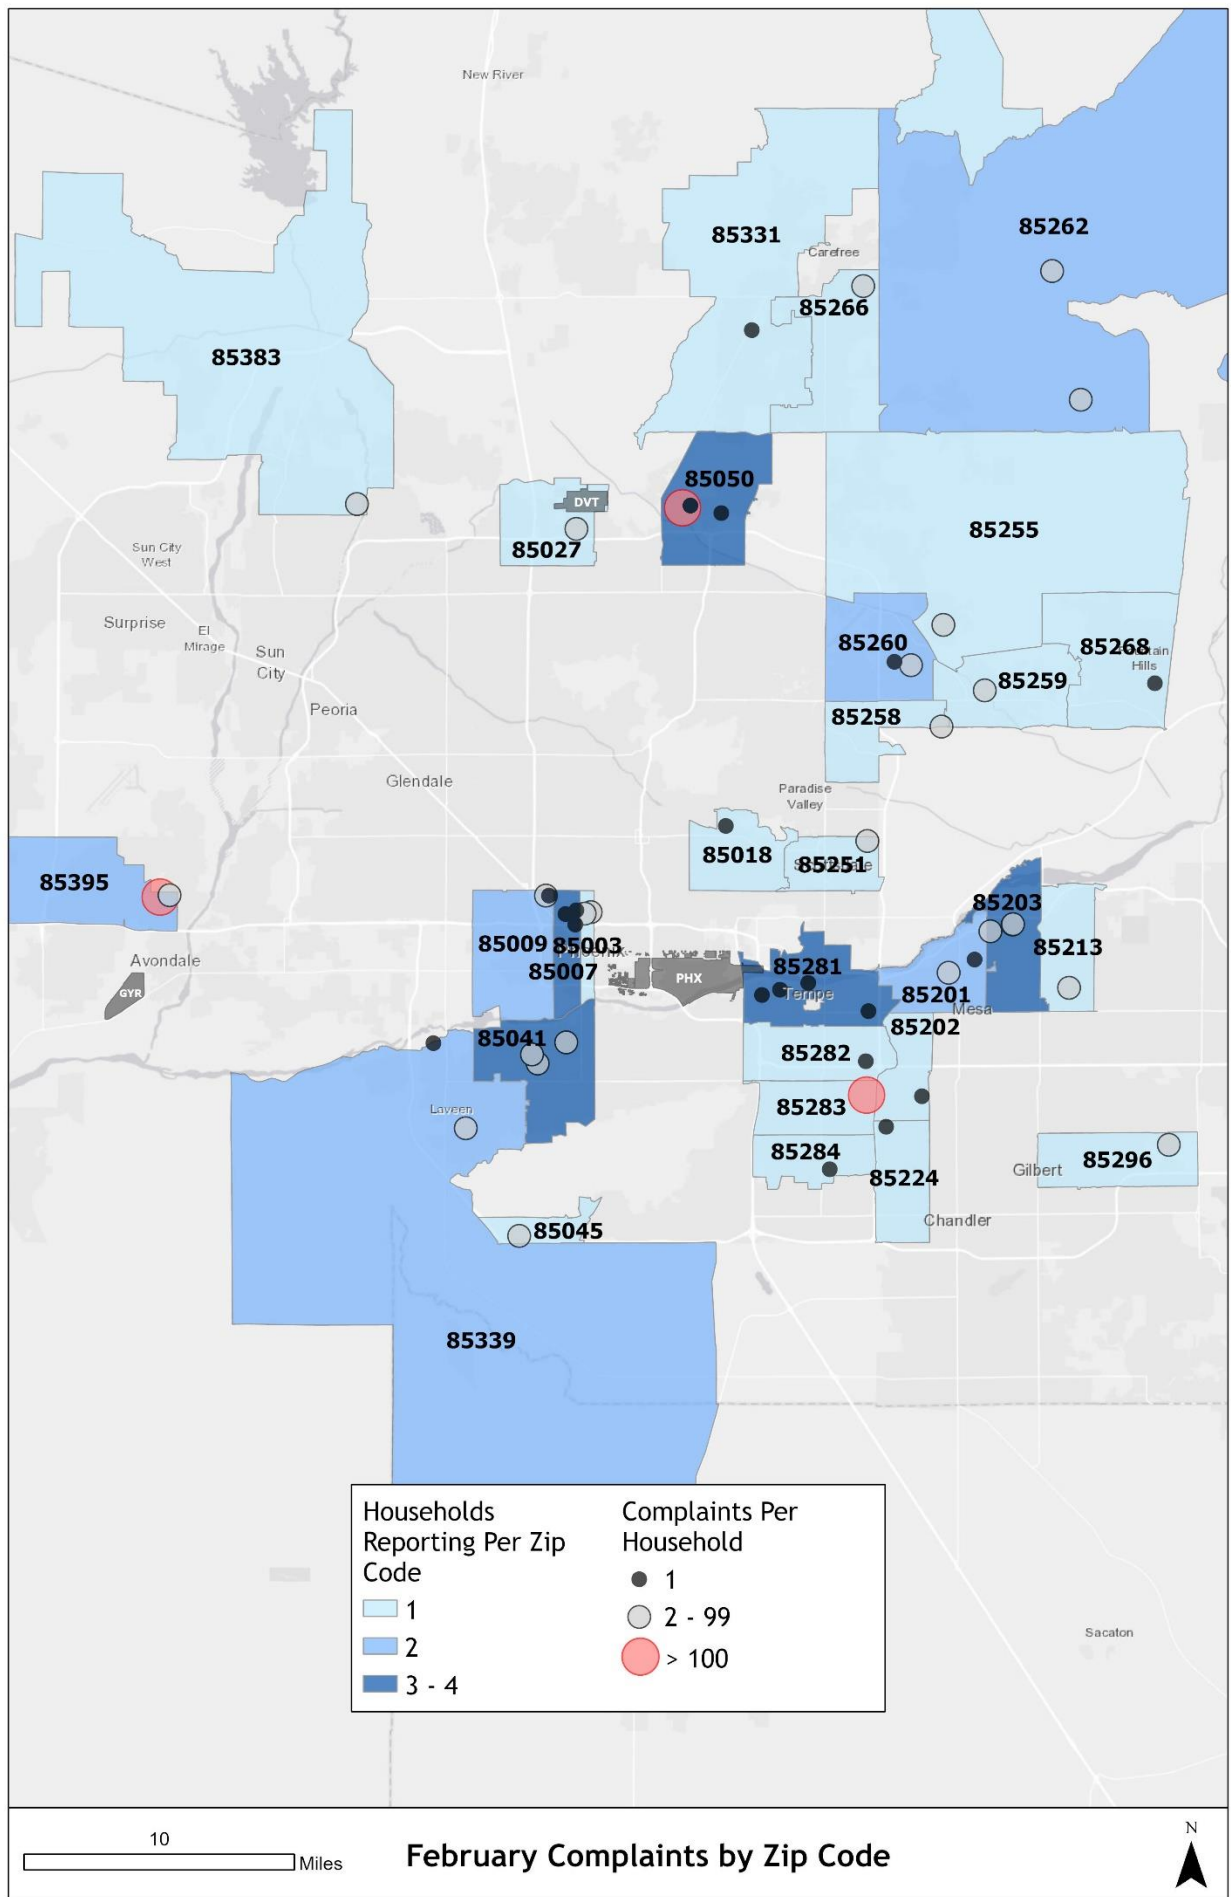 New River
85331
85262
Carefree
85266
85383
85050
DVT
85027
85255
Sun City
West
Surprise
El
Mirage
Sun
City
85260
85268
Hills
85259
Peoria
85258
Glendale
Paradise
Valley
85018
85251
85395
85203
85009
85003
85213
Avondale
85007
85281
PHX
GYR
Tempe
85201
Mesa
85202
85041
85282
85283
Laveen
85284
85296
Gilbert
85224
Chandler
85045
85339
Households
Reporting Per Zip
Code
1
2
3 - 4
Complaints Per
Household
1
2 - 99
> 100
Sacaton
10
Miles
February Complaints by Zip Code
N